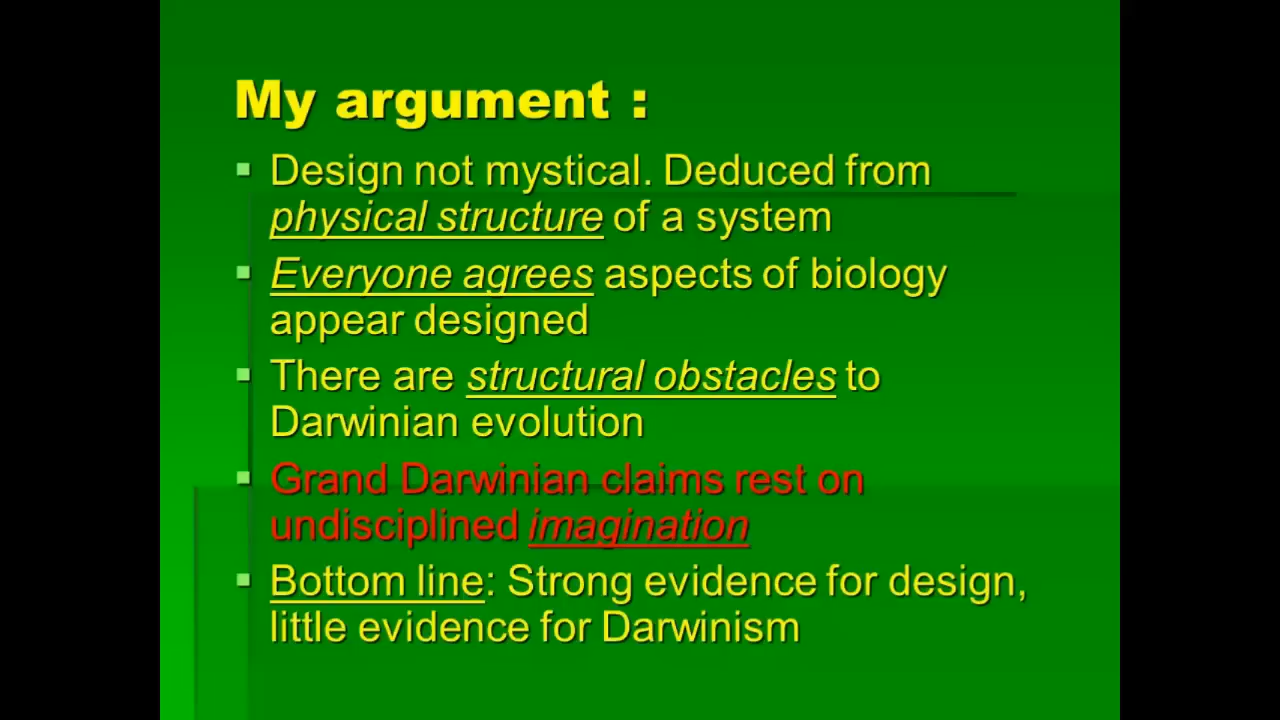 My argument :
Design not mystical. Deduced from
physical structure of a system
Everyone agrees aspects of biology
appear designed
There are structural obstacles to
Darwinian evolution
Grand Darwinian claims rest on
undisciplined imagination
Bottom line: Strong evidence for design,
little evidence for Darwinism